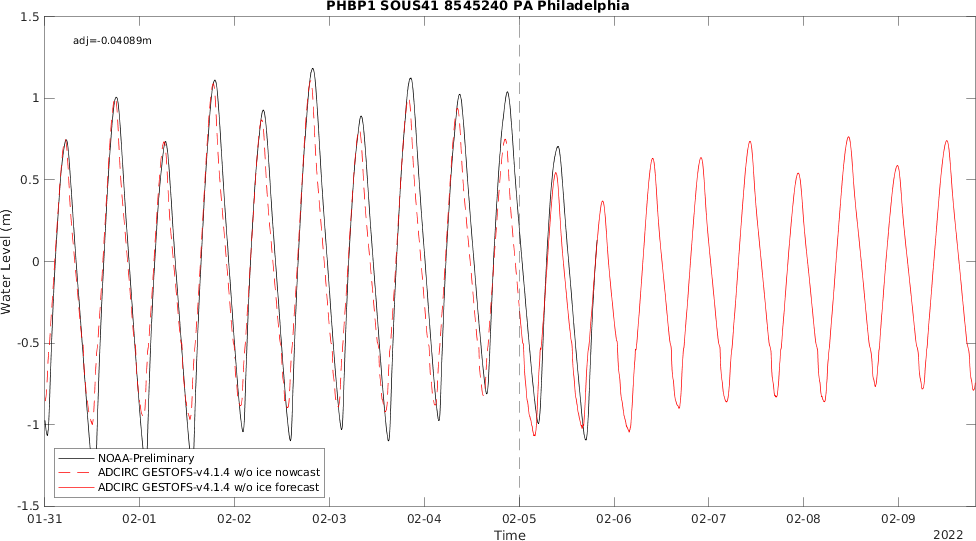 PHBP1 SOUS41 8545240 PA Philadelphia
adj=-0.04089m
1.5
1
0.5
0
-0.5
-1
-1.5
Water Level (m)
NOAA-Preliminary
ADCIRC GESTOFS-v4.1.4 w/o ice nowcast
ADCIRC GESTOFS-v4.1.4 w/o ice forecast
01-31 02-01 02-02 02-03 02-04 02-05 02-06 02-07 02-08 02-09
Time
2022